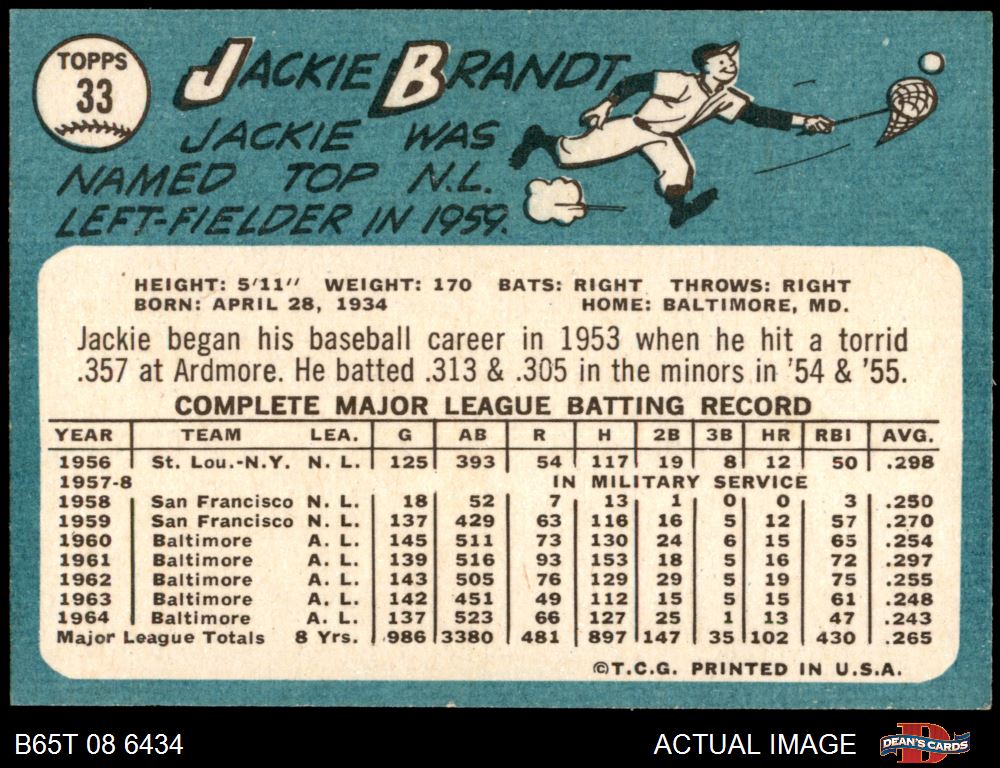 TOPPS
33
JACKIE BRANDT
JACKIE WAS
NAMED TOP N.L.
LEFT-FIELDER IN 1959.
HEIGHT: 5'11" WEIGHT: 170 BATS: RIGHT THROWS: RIGHT
BORN: APRIL 28, 1934 HOME: BALTIMORE, MD.
Jackie began his baseball career in 1953 when he hit a torrid
.357 at Ardmore. He batted .313 & .305 in the minors in '54 & '55.
COMPLETE MAJOR LEAGUE BATTING RECORD
YEAR TEAM LEA. G AB R H 2B 3B HR RBI AVG.
1956 St. Lou.-N.Y. N. L. 125 393 54 117 19 8 12 50 .298
1957-8 IN MILITARY SERVICE
1958 San Francisco N. L. 18 52 7 13 1 0 0 3 .250
1959 San Francisco N. L. 137 429 63 116 16 5 12 57 .270
1960 Baltimore A. L. 145 511 73 130 24 6 15 65 .254
1961 Baltimore A. L. 139 516 93 153 18 5 16 72 .297
1962 Baltimore A. L. 143 505 76 129 29 5 19 75 .255
1963 Baltimore A. L. 142 451 49 112 15 5 15 61 .248
1964 Baltimore A. L. 137 523 66 127 25 1 13 47 .243
Major League Totals 8 Yrs. 986 3380 481 897 147 35 102 430 .265
©T.C.G. PRINTED IN U.S.A.
B65T 08 6434 ACTUAL IMAGE
DEAN'S CARDS